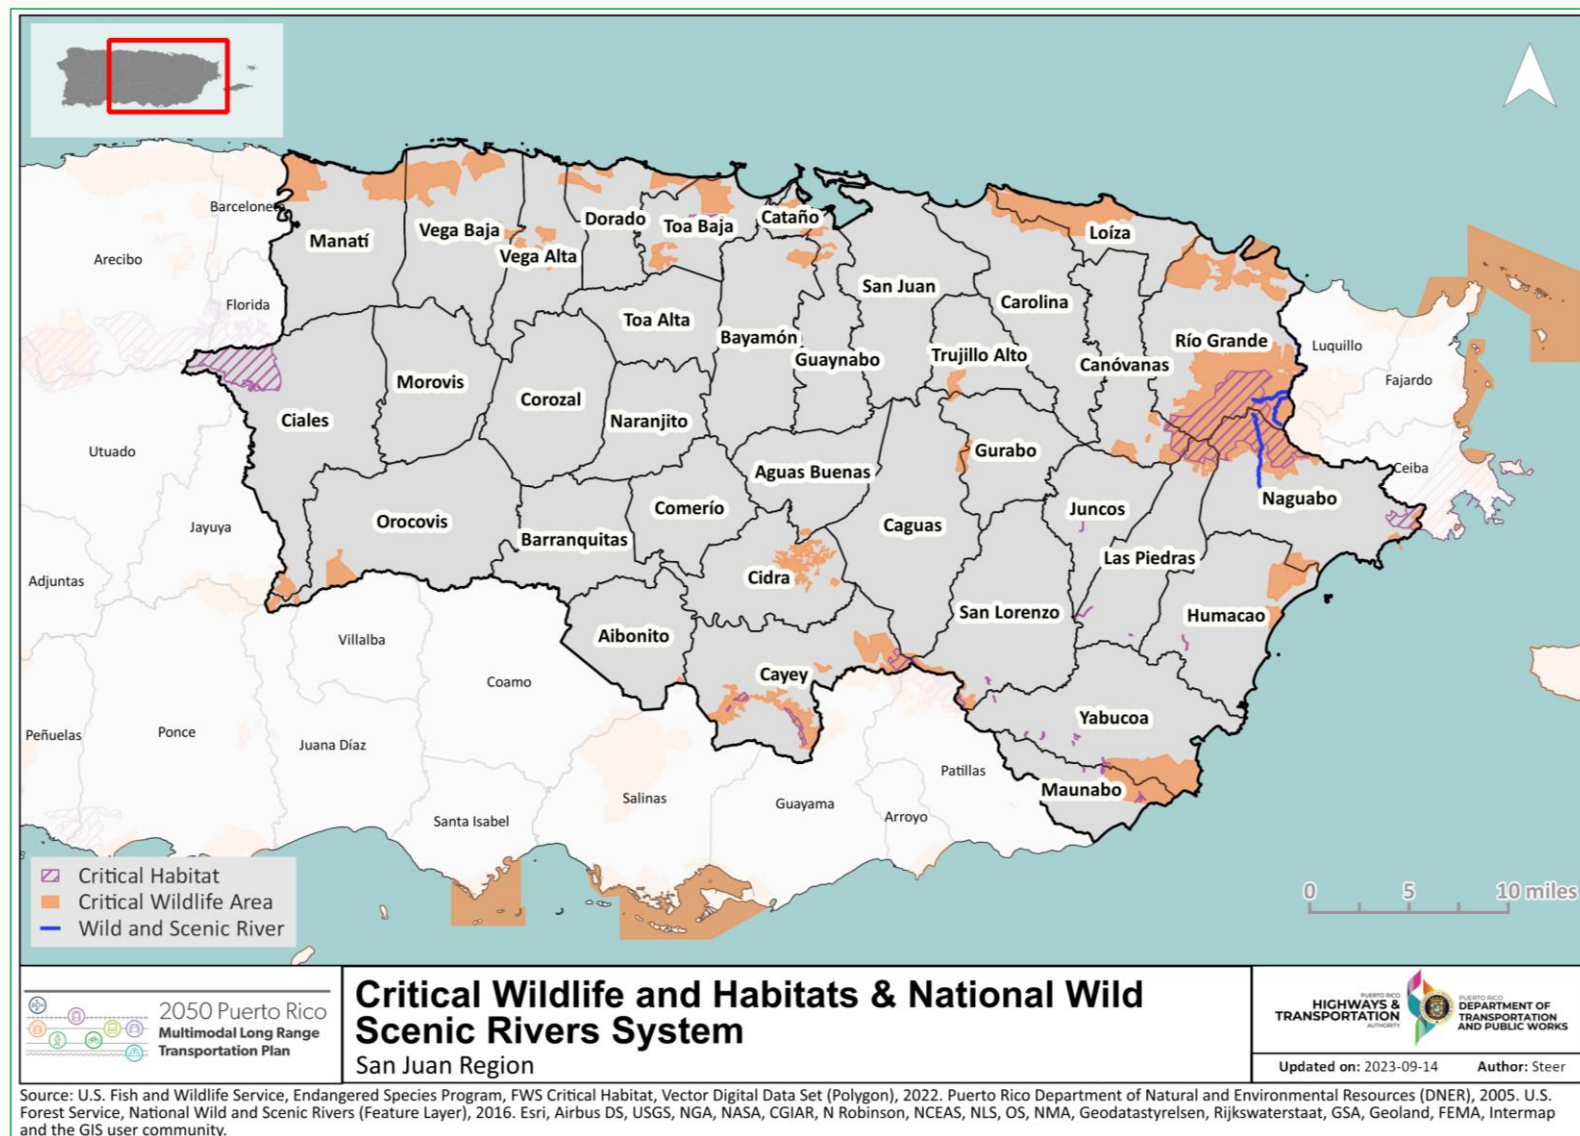 Barceloneta
Manatí
Vega Baja
Vega Alta
Dorado
Toa Baja
Cataño
Loíza
Arecibo
Florida
San Juan
Carolina
Toa Alta
Bayamón
Guaynabo
Trujillo Alto
Canóvanas
Río Grande
Luquillo
Fajardo
Morovis
Corozal
Naranjito
Ciales
Utuado
Aguas Buenas
Gurabo
Ceiba
Naguabo
Jayuya
Orocovis
Comerío
Juncos
Caguas
Barranquitas
Las Piedras
Adjuntas
Cidra
San Lorenzo
Humacao
Villalba
Aibonito
Coamo
Cayey
Yabucoa
Peñuelas
Ponce
Juana Díaz
Patillas
Maunabo
Salinas
Guayama
Arroyo
Santa Isabel
Critical Habitat
Critical Wildlife Area
Wild and Scenic River
0 5 10 miles
2050 Puerto Rico
Multimodal Long Range
Transportation Plan
Critical Wildlife and Habitats & National Wild
Scenic Rivers System
San Juan Region
PUERTO RICO
HIGHWAYS &
TRANSPORTATION
AUTHORITY
PUERTO RICO
DEPARTMENT OF
TRANSPORTATION
AND PUBLIC WORKS
Updated on: 2023-09-14 Author: Steer
Source: U.S. Fish and Wildlife Service, Endangered Species Program, FWS Critical Habitat, Vector Digital Data Set (Polygon), 2022. Puerto Rico Department of Natural and Environmental Resources (DNER), 2005. U.S.
Forest Service, National Wild and Scenic Rivers (Feature Layer), 2016. Esri, Airbus DS, USGS, NGA, NASA, CGIAR, N Robinson, NCEAS, NLS, OS, NMA, Geodatastyrelsen, Rijkswaterstaat, GSA, Geoland, FEMA, Intermap
and the GIS user community.